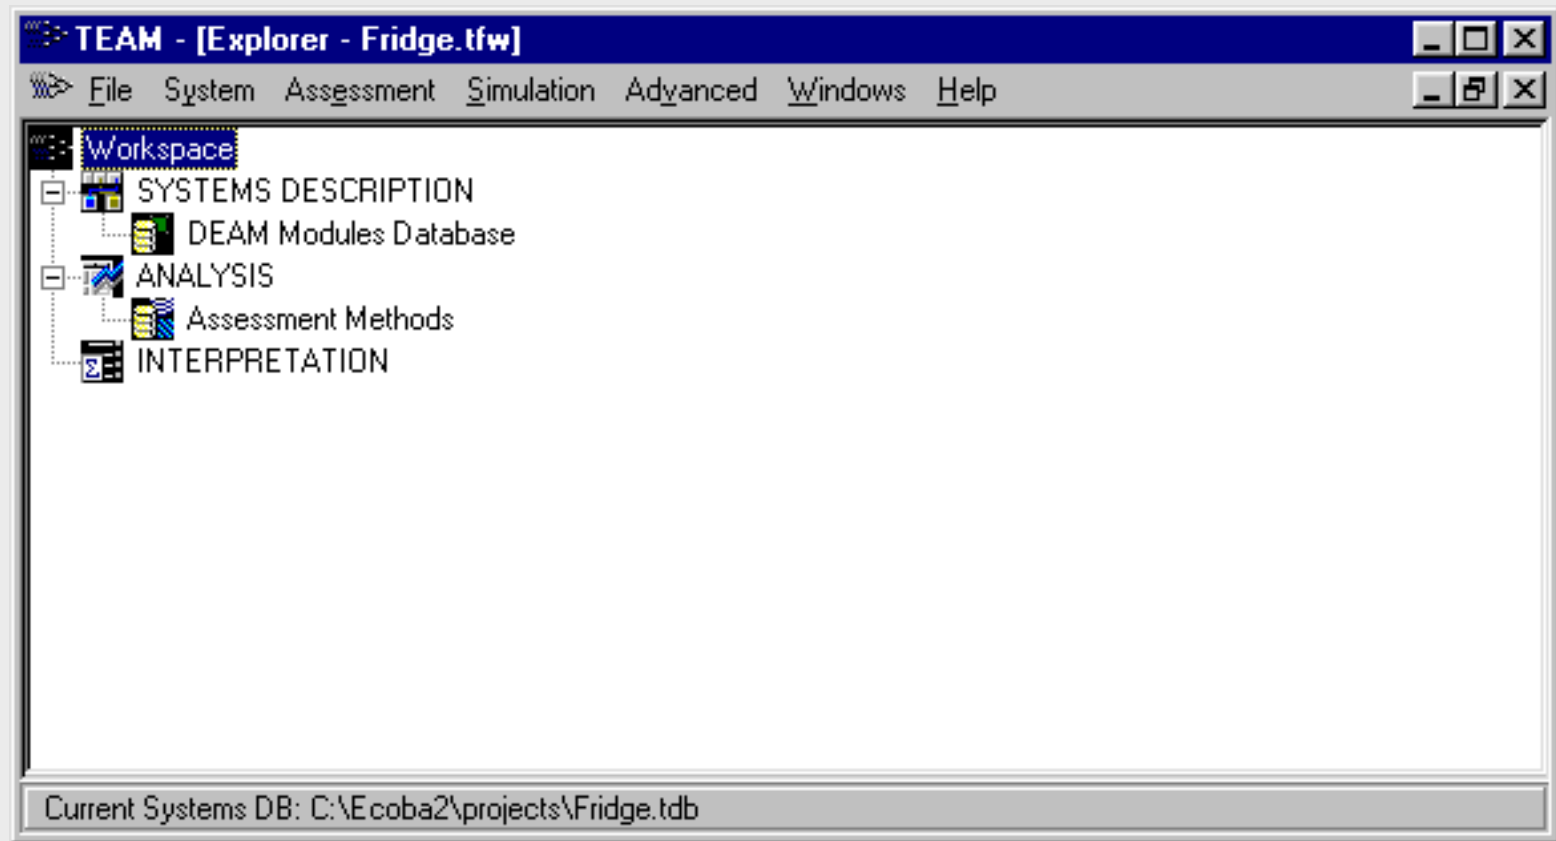 TEAM - [Explorer - Fridge.tfw]
File System Assessment Simulation Advanced Windows Help
Workspace
SYSTEMS DESCRIPTION
DEAM Modules Database
ANALYSIS
Assessment Methods
INTERPRETATION
Current Systems DB: C:\Ecoba2\projects\Fridge.tdb